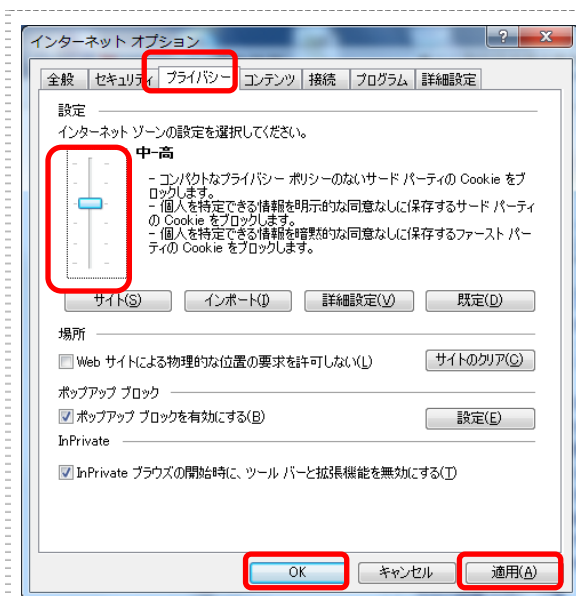 インターネット オプション
全般 セキュリティ プライバシー コンテンツ 接続 プログラム 詳細設定
設定
インターネット ゾーンの設定を選択してください。
中-高
- コンパクトなプライバシー ポリシーのないサード パーティの Cookie をブ
ロックします。
- 個人を特定できる情報を明示的な同意なしに保存するサード パーティ
の Cookie をブロックします。
- 個人を特定できる情報を暗黙的な同意なしに保存するファースト パー
ティの Cookie をブロックします。
サイト(S) インポート(I) 詳細設定(V) 既定(D)
場所
Web サイトによる物理的な位置の要求を許可しない(L) サイトのクリア(C)
ポップアップ ブロック
ポップアップ ブロックを有効にする(B) 設定(E)
InPrivate
InPrivate ブラウズの開始時に、ツール バーと拡張機能を無効にする(T)
OK キャンセル 適用(A)